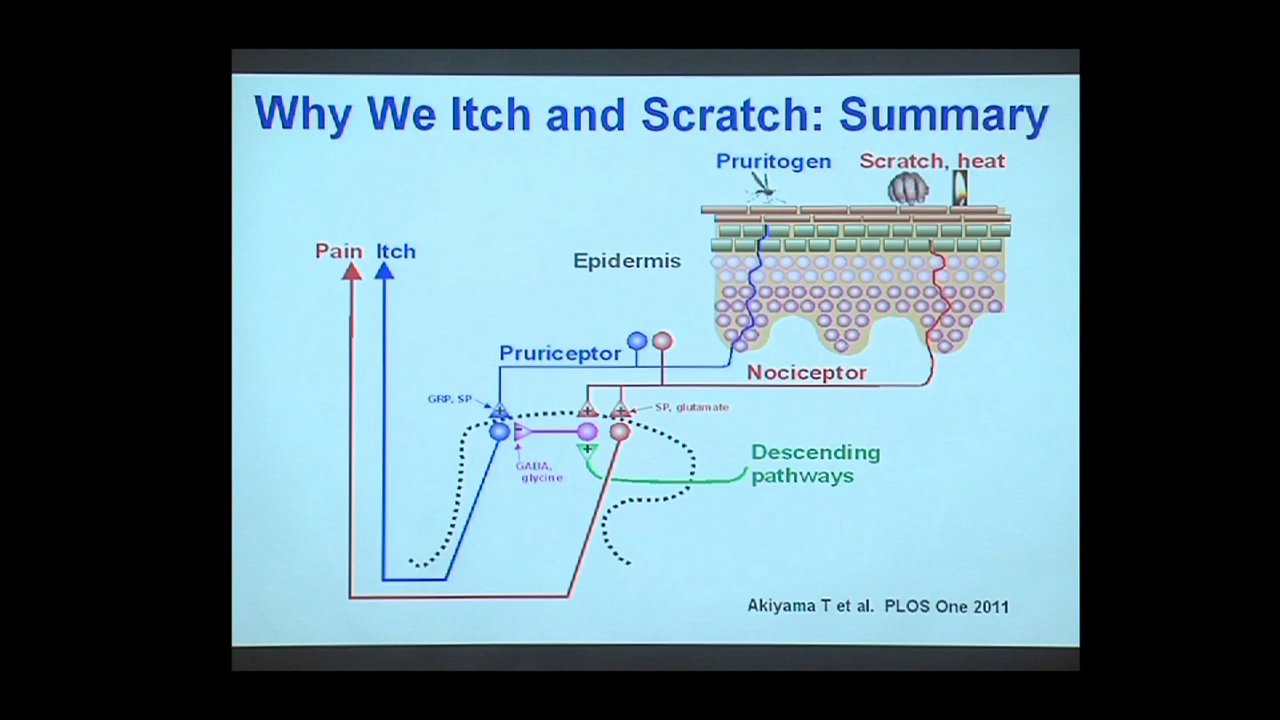 Why We Itch and Scratch: Summary
Pruritogen
Scratch, heat
Pain
Itch
Epidermis
Pruriceptor
Nociceptor
GRP, SP
SP, glutamate
GABA,
glycine
Descending
pathways
Akiyama T et al. PLOS One 2011